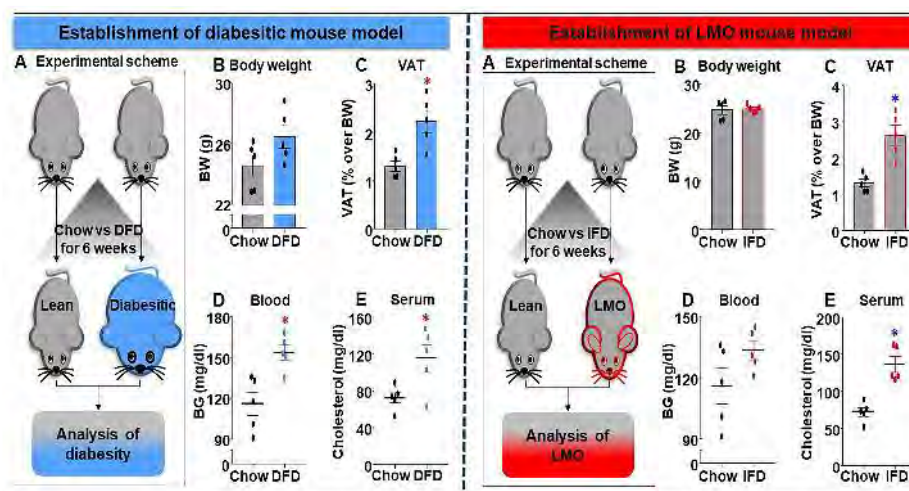 Establishment of diabesitic mouse model
A Experimental scheme
Chow vs DFD
for 6 weeks
Lean
Diabesitic
Analysis of
diabesity
B Body weight
BW (g)
30
26
22
0
Chow DFD
C VAT
VAT (% over BW)
3
2
1
0
*
Chow DFD
D Blood
BG (mg/dl)
180
150
120
90
0
*
Chow DFD
E Serum
Cholesterol (mg/dl)
160
120
80
40
0
*
Chow DFD
Establishment of LMO mouse model
A Experimental scheme
Chow vs IFD
for 6 weeks
Lean
LMO
Analysis of
LMO
B Body weight
BW (g)
30
20
10
0
Chow IFD
C VAT
VAT (% over BW)
4
3
2
1
0
*
Chow IFD
D Blood
BG (mg/dl)
150
120
90
0
Chow IFD
E Serum
Cholesterol (mg/dl)
200
150
100
50
0
*
Chow IFD